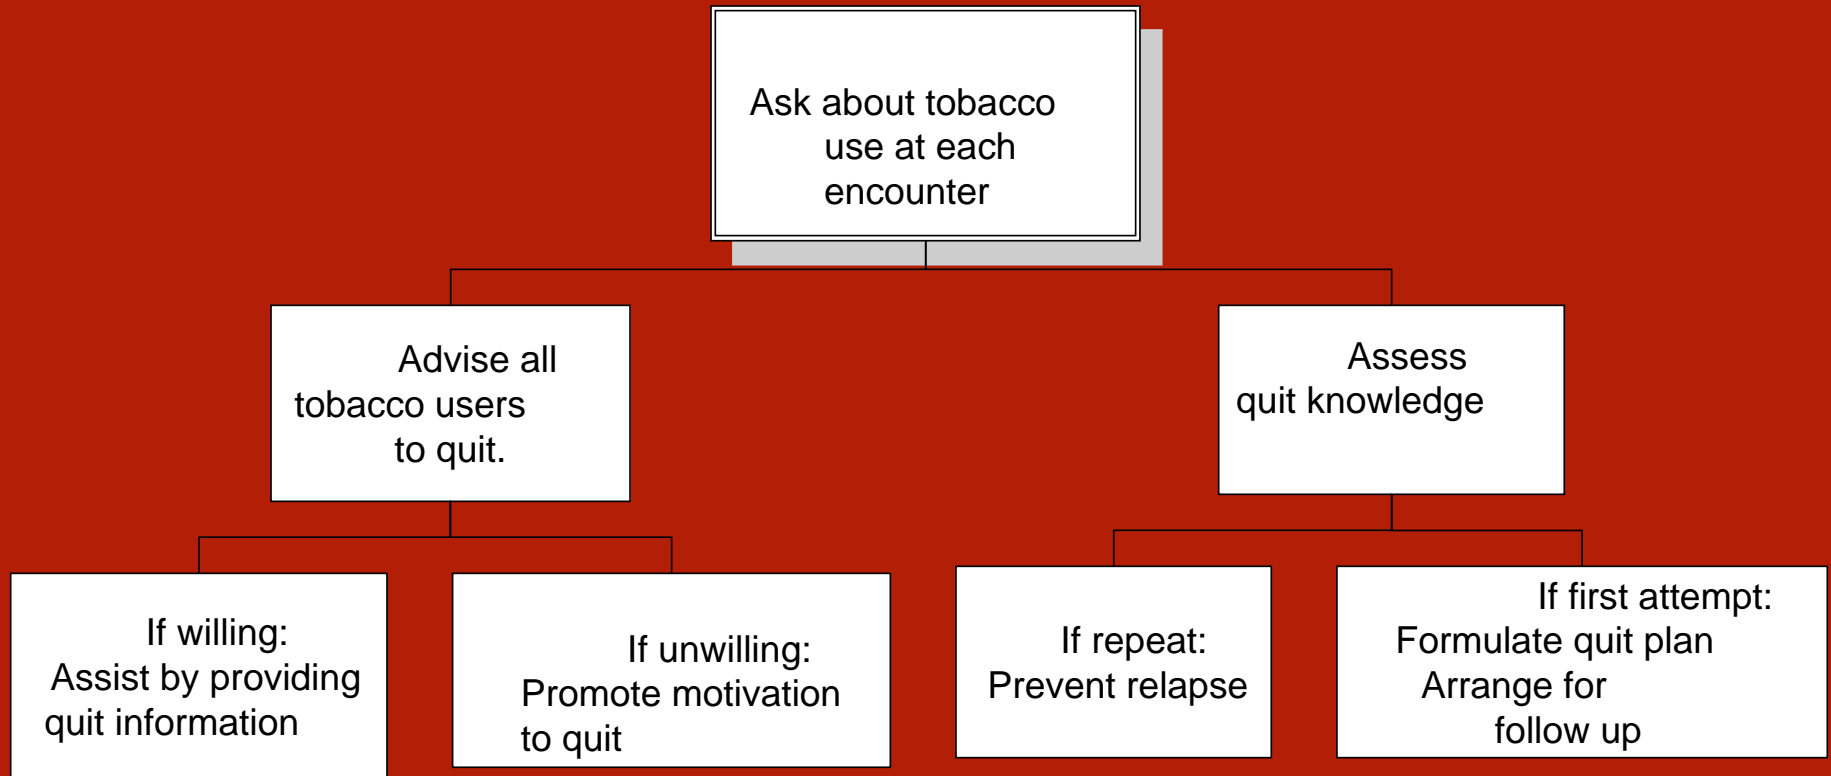 Ask about tobacco
use at each
encounter
Advise all
tobacco users
to quit.
Assess
quit knowledge
If willing:
Assist by providing
quit information
If unwilling:
Promote motivation
to quit
If repeat:
Prevent relapse
If first attempt:
Formulate quit plan
Arrange for
follow up